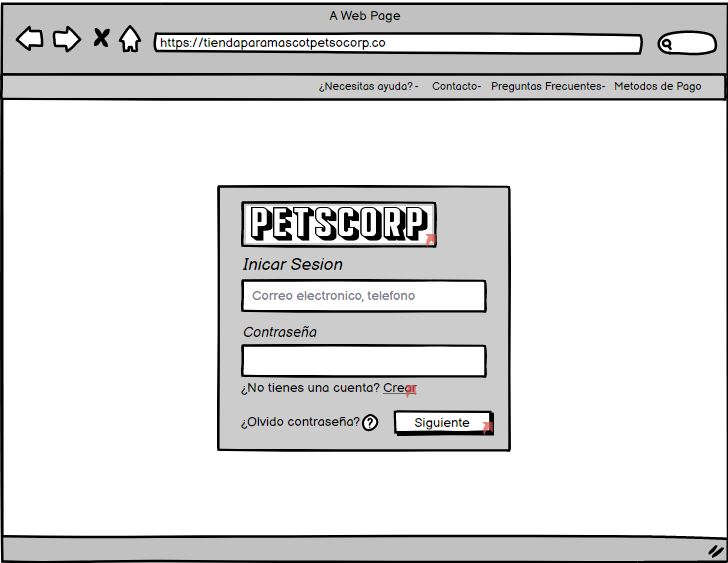 A Web Page
https://tiendaparamascotpetsocorp.co
¿Necesitas ayuda? - Contacto- Preguntas Frecuentes- Metodos de Pago
PETSCORP
Inicar Sesion
Correo electronico, telefono
Contraseña
¿No tienes una cuenta? Crear
¿Olvido contraseña? ? Siguiente